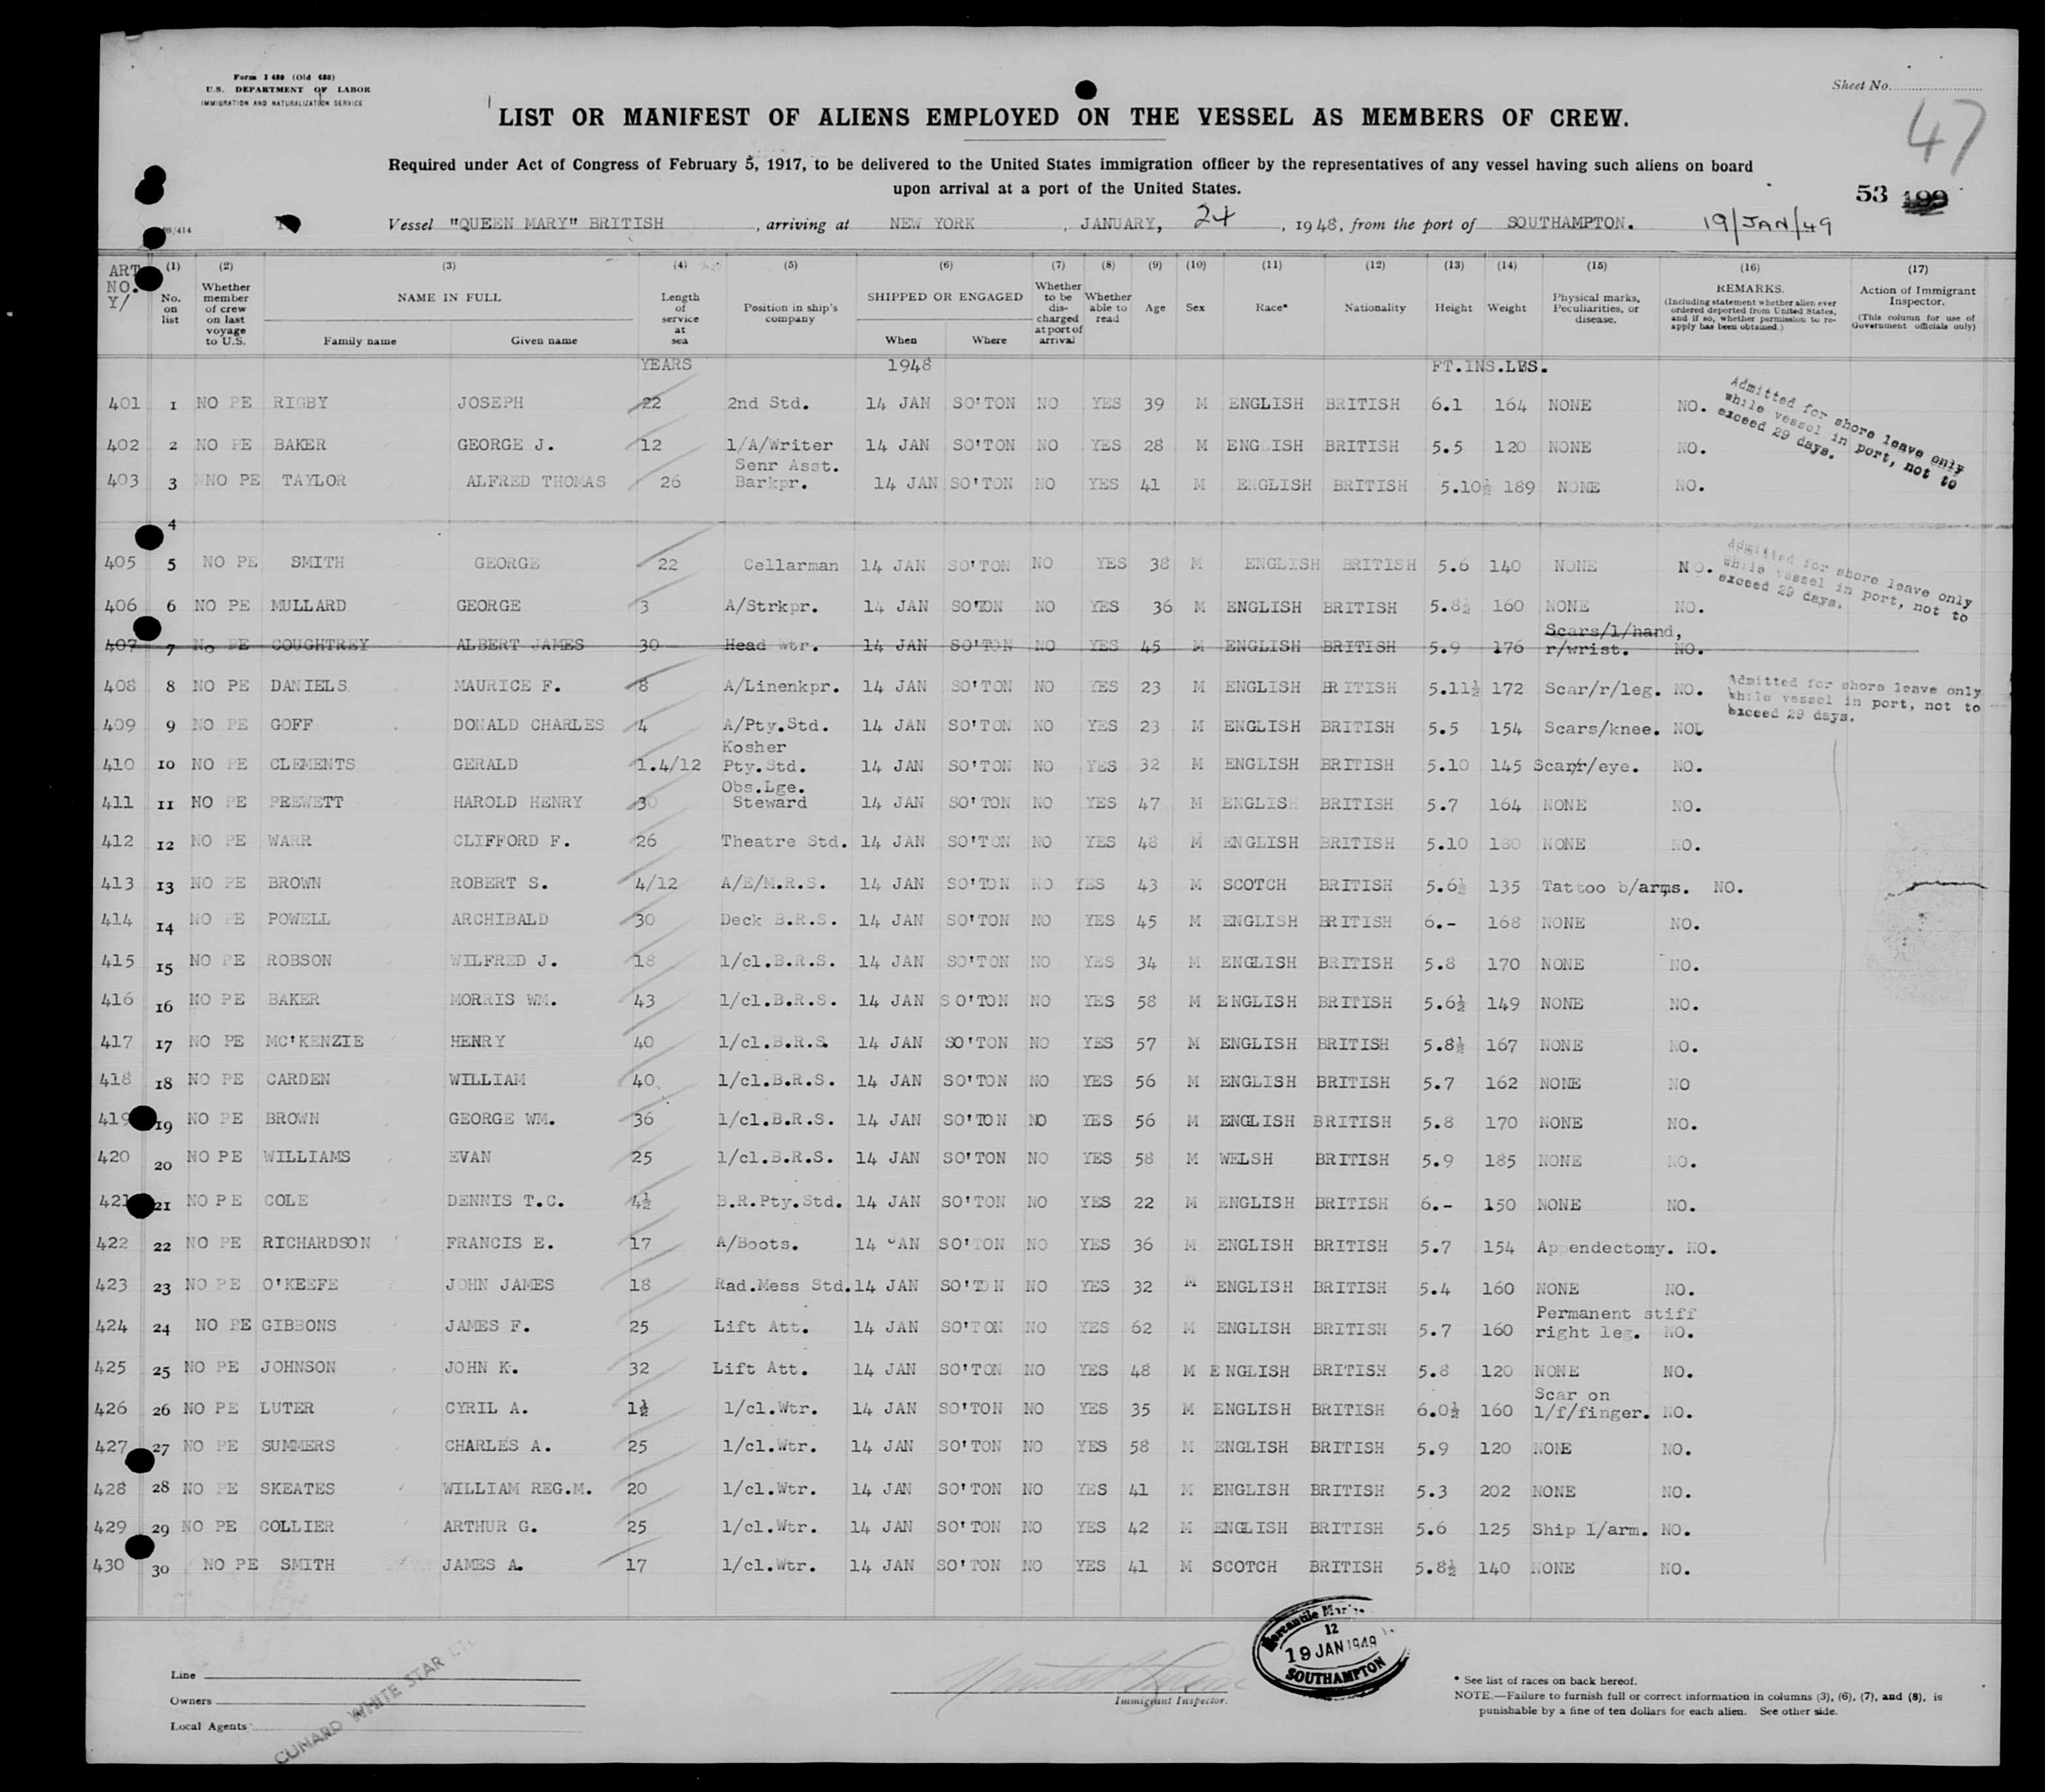 Form I 480 (Old 680)
U. S. DEPARTMENT OF LABOR
IMMIGRATION AND NATURALIZATION SERVICE
Sheet No.
LIST OR MANIFEST OF ALIENS EMPLOYED ON THE VESSEL AS MEMBERS OF CREW.
47
Required under Act of Congress of February 5, 1917, to be delivered to the United States immigration officer by the representatives of any vessel having such aliens on board
upon arrival at a port of the United States.
53 199
Vessel "QUEEN MARY" BRITISH , arriving at NEW YORK , JANUARY, 24 , 1948, from the port of SOUTHAMPTON. 19/JAN/49
ART NO. Y/ (1) No. on list (2) Whether member of crew on last voyage to U.S. (3) NAME IN FULL Family name Given name (4) Length of service at sea (5) Position in ship's company (6) SHIPPED OR ENGAGED When Where (7) Whether to be discharged at port of arrival (8) Whether able to read (9) Age (10) Sex (11) Race* (12) Nationality (13) Height (14) Weight (15) Physical marks, Peculiarities, or disease. (16) REMARKS. (Including statement whether alien ever ordered deported from United States, and if so, whether permission to reapply has been obtained.) (17) Action of Immigrant Inspector. (This column for use of Government officials only)
YEARS 1948 FT.INS.LBS.
401 1 NO PE RIGBY JOSEPH 22 2nd Std. 14 JAN SO'TON NO YES 39 M ENGLISH BRITISH 6.1 164 NONE NO.
Admitted for shore leave only
while vessel in port, not to
exceed 29 days.
402 2 NO PE BAKER GEORGE J. 12 1/A/Writer 14 JAN SO'TON NO YES 28 M ENGLISH BRITISH 5.5 120 NONE NO.
403 3 NNO PE TAYLOR ALFRED THOMAS 26 Senr Asst. Barkpr. 14 JAN SO'TON NO YES 41 M ENGLISH BRITISH 5.10½ 189 NONE NO.
4
405 5 NO PE SMITH GEORGE 22 Cellarman 14 JAN SO'TON NO YES 38 M ENGLISH BRITISH 5.6 140 NONE NO.
Admitted for shore leave only
while vessel in port, not to
exceed 29 days.
406 6 NO PE MULLARD GEORGE 3 A/Strkpr. 14 JAN SO'TON NO YES 36 M ENGLISH BRITISH 5.8½ 160 NONE NO.
407 7 No PE COUGHTREY ALBERT JAMES 30 Head Wtr. 14 JAN SO'TON NO YES 45 M ENGLISH BRITISH 5.9 176 Scars/l/hand, r/wrist. NO.
408 8 NO PE DANIELS MAURICE F. 8 A/Linenkpr. 14 JAN SO'TON NO YES 23 M ENGLISH BRITISH 5.11½ 172 Scar/r/leg. NO.
Admitted for shore leave only
while vessel in port, not to
exceed 29 days.
409 9 NO PE GOFF DONALD CHARLES 4 A/Pty.Std. 14 JAN SO'TON NO YES 23 M ENGLISH BRITISH 5.5 154 Scars/knee. NO.
410 10 NO PE CLEMENTS GERALD 1.4/12 Kosher Pty.Std. 14 JAN SO'TON NO YES 32 M ENGLISH BRITISH 5.10 145 Scar/r/eye. NO.
411 11 NO PE PREWETT HAROLD HENRY 30 Obs.Lge. Steward 14 JAN SO'TON NO YES 47 M ENGLISH BRITISH 5.7 164 NONE NO.
412 12 NO PE WARR CLIFFORD F. 26 Theatre Std. 14 JAN SO'TON NO YES 48 M ENGLISH BRITISH 5.10 180 NONE NO.
413 13 NO PE BROWN ROBERT S. 4/12 A/E/M.R.S. 14 JAN SO'TON NO YES 43 M SCOTCH BRITISH 5.6½ 135 Tattoo b/arms. NO.
414 14 NO PE POWELL ARCHIBALD 30 Deck B.R.S. 14 JAN SO'TON NO YES 45 M ENGLISH BRITISH 6.- 168 NONE NO.
415 15 NO PE ROBSON WILFRED J. 18 1/cl.B.R.S. 14 JAN SO'TON NO YES 34 M ENGLISH BRITISH 5.8 170 NONE NO.
416 16 NO PE BAKER MORRIS WM. 43 1/cl.B.R.S. 14 JAN SO'TON NO YES 58 M ENGLISH BRITISH 5.6½ 149 NONE NO.
417 17 NO PE MC'KENZIE HENRY 40 1/cl.B.R.S. 14 JAN SO'TON NO YES 57 M ENGLISH BRITISH 5.8½ 167 NONE NO.
418 18 NO PE CARDEN WILLIAM 40 1/cl.B.R.S. 14 JAN SO'TON NO YES 56 M ENGLISH BRITISH 5.7 162 NONE NO
419 19 NO PE BROWN GEORGE WM. 36 1/cl.B.R.S. 14 JAN SO'TON NO YES 56 M ENGLISH BRITISH 5.8 170 NONE NO.
420 20 NO PE WILLIAMS EVAN 25 1/cl.B.R.S. 14 JAN SO'TON NO YES 58 M WELSH BRITISH 5.9 185 NONE NO.
421 21 NO PE COLE DENNIS T.C. 4½ B.R.Pty.Std. 14 JAN SO'TON NO YES 22 M ENGLISH BRITISH 6.- 150 NONE NO.
422 22 NO PE RICHARDSON FRANCIS E. 17 A/Boots. 14 JAN SO'TON NO YES 36 M ENGLISH BRITISH 5.7 154 Appendectomy. NO.
423 23 NO PE O'KEEFE JOHN JAMES 18 Rad.Mess Std. 14 JAN SO'TON NO YES 32 M ENGLISH BRITISH 5.4 160 NONE NO.
424 24 NO PE GIBBONS JAMES F. 25 Lift Att. 14 JAN SO'TON NO YES 62 M ENGLISH BRITISH 5.7 160 Permanent stiff right leg. NO.
425 25 NO PE JOHNSON JOHN K. 32 Lift Att. 14 JAN SO'TON NO YES 48 M ENGLISH BRITISH 5.8 120 NONE NO.
426 26 NO PE LUTER CYRIL A. 1½ 1/cl.Wtr. 14 JAN SO'TON NO YES 35 M ENGLISH BRITISH 6.0½ 160 Scar on l/f/finger. NO.
427 27 NO PE SUMMERS CHARLES A. 25 1/cl.Wtr. 14 JAN SO'TON NO YES 58 M ENGLISH BRITISH 5.9 120 NONE NO.
428 28 NO PE SKEATES WILLIAM REG.M. 20 1/cl.Wtr. 14 JAN SO'TON NO YES 41 M ENGLISH BRITISH 5.3 202 NONE NO.
429 29 NO PE COLLIER ARTHUR G. 25 1/cl.Wtr. 14 JAN SO'TON NO YES 42 M ENGLISH BRITISH 5.6 125 Ship l/arm. NO.
430 30 NO PE SMITH JAMES A. 17 1/cl.Wtr. 14 JAN SO'TON NO YES 41 M SCOTCH BRITISH 5.8½ 140 NONE NO.
Mercantile Marine
12
19 JAN 1949
SOUTHAMPTON
Line
Owners
Local Agents
CUNARD WHITE STAR LTD
Immigrant Inspector.
* See list of races on back hereof.
NOTE.—Failure to furnish full or correct information in columns (3), (6), (7), and (8), is
punishable by a fine of ten dollars for each alien. See other side.